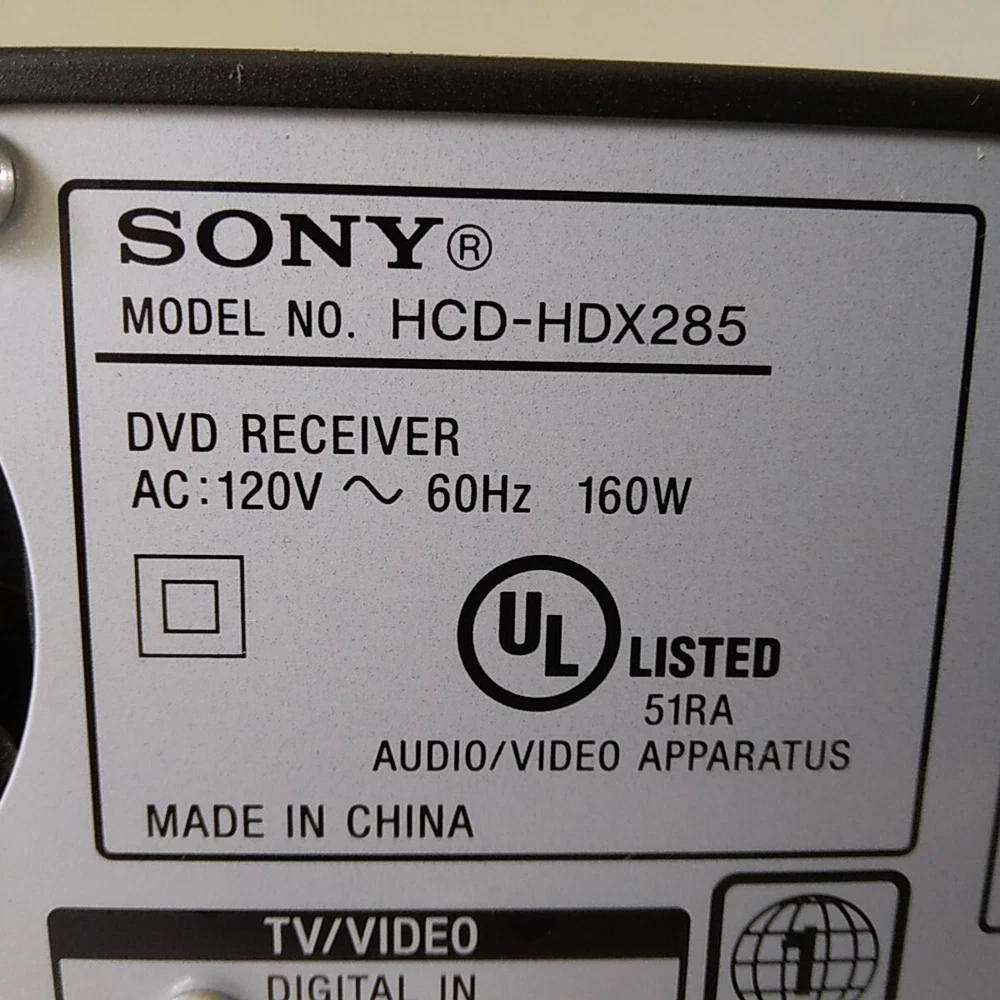 SONY®
MODEL NO. HCD-HDX285
DVD RECEIVER
AC:120V ~ 60Hz 160W
UL LISTED
51RA
AUDIO/VIDEO APPARATUS
MADE IN CHINA
TV/VIDEO
DIGITAL IN
1